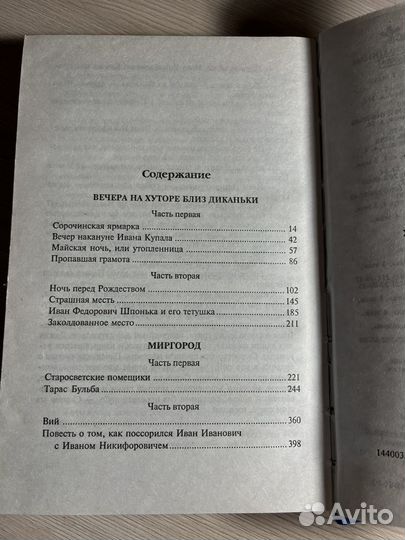 Содержание
ВЕЧЕРА НА ХУТОРЕ БЛИЗ ДИКАНЬКИ
Часть первая
Сорочинская ярмарка 14
Вечер накануне Ивана Купала 42
Майская ночь, или утопленница 57
Пропавшая грамота 86
Часть вторая
Ночь перед Рождеством 102
Страшная месть 145
Иван Федорович Шпонька и его тетушка 185
Заколдованное место 211
МИРГОРОД
Часть первая
Старосветские помещики 221
Тарас Бульба 244
Часть вторая
Вий 360
Повесть о том, как поссорился Иван Иванович
с Иваном Никифоровичем 398
144003
Avito